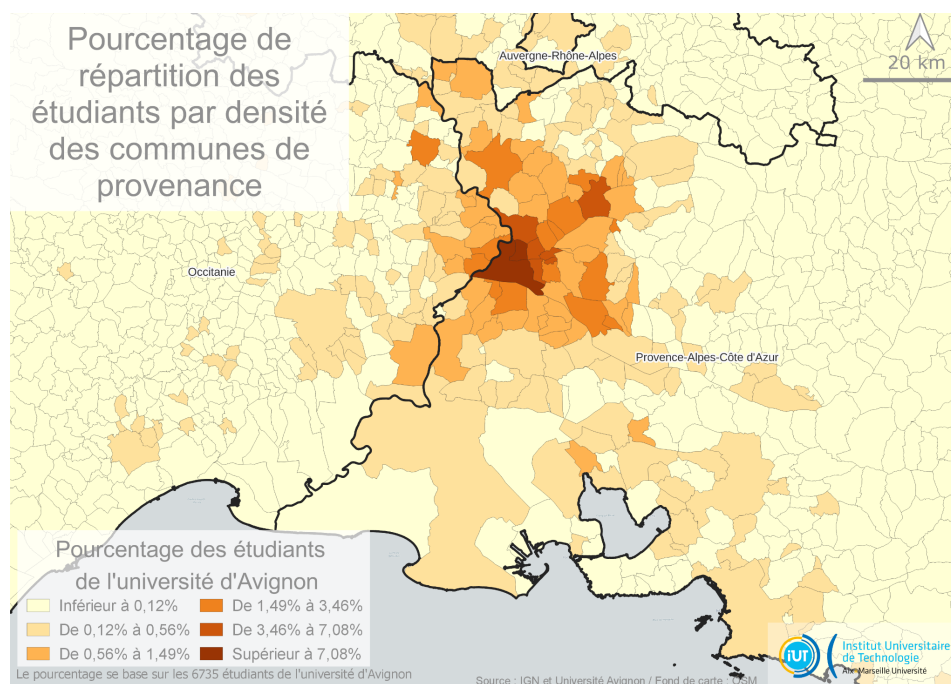 Pourcentage de
répartition des
étudiants par densité
des communes de
provenance
Auvergne-Rhône-Alpes
20 km
Occitanie
Provence-Alpes-Côte d'Azur
Pourcentage des étudiants
de l'université d'Avignon
Inférieur à 0,12%
De 0,12% à 0,56%
De 0,56% à 1,49%
De 1,49% à 3,46%
De 3,46% à 7,08%
Supérieur à 7,08%
Le pourcentage se base sur les 6735 étudiants de l'université d'Avignon
Source : IGN et Université Avignon / Fond de carte : OSM
iUT
Institut Universitaire
de Technologie
Aix Marseille Université